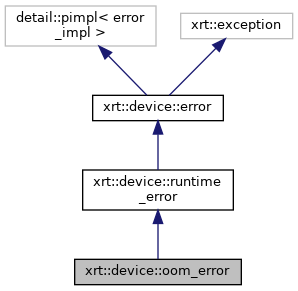 detail::pimpl< error
_impl >
xrt::exception
xrt::device::error
xrt::device::runtime
_error
xrt::device::oom_error